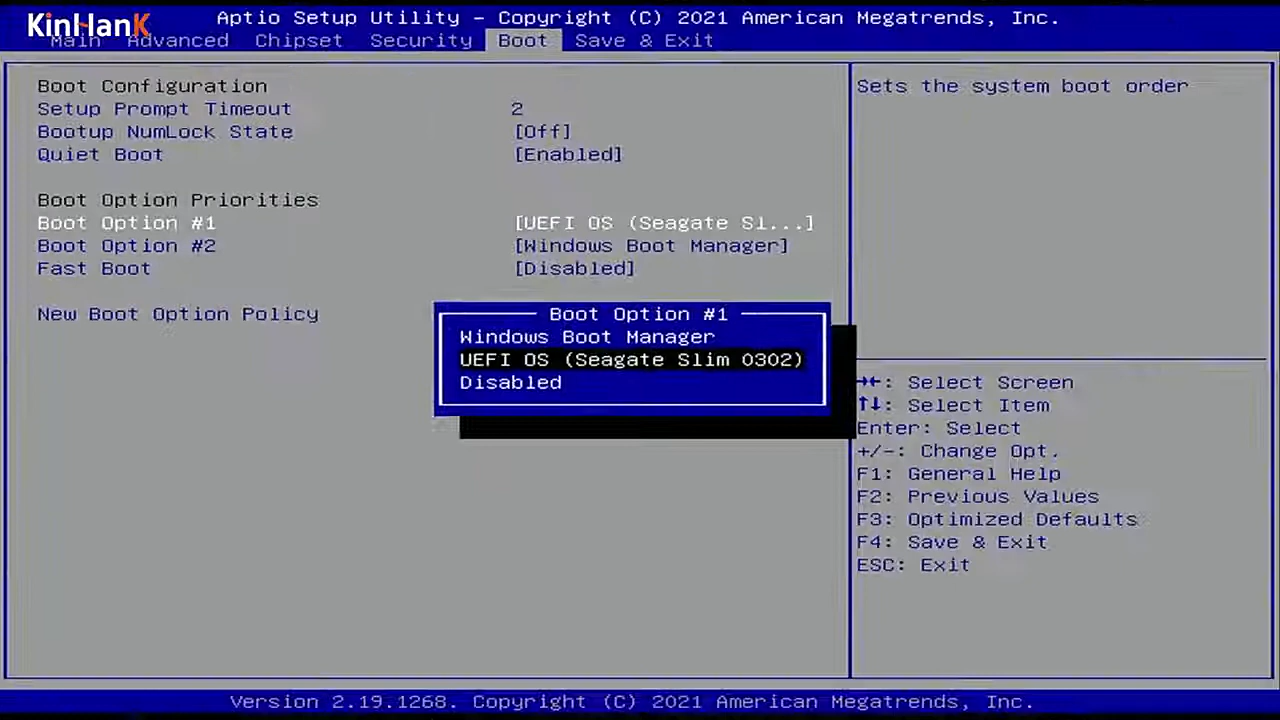 KinHanK
Aptio Setup Utility – Copyright (C) 2021 American Megatrends, Inc.
Main Advanced Chipset Security Boot Save & Exit
Boot Configuration
Setup Prompt Timeout 2
Bootup NumLock State [Off]
Quiet Boot [Enabled]
Boot Option Priorities
Boot Option #1 [UEFI OS (Seagate Sl...]
Boot Option #2 [Windows Boot Manager]
Fast Boot [Disabled]
New Boot Option Policy
Boot Option #1
Windows Boot Manager
UEFI OS (Seagate Slim 0302)
Disabled
Sets the system boot order
→←: Select Screen
↑↓: Select Item
Enter: Select
+/-: Change Opt.
F1: General Help
F2: Previous Values
F3: Optimized Defaults
F4: Save & Exit
ESC: Exit
Version 2.19.1268. Copyright (C) 2021 American Megatrends, Inc.